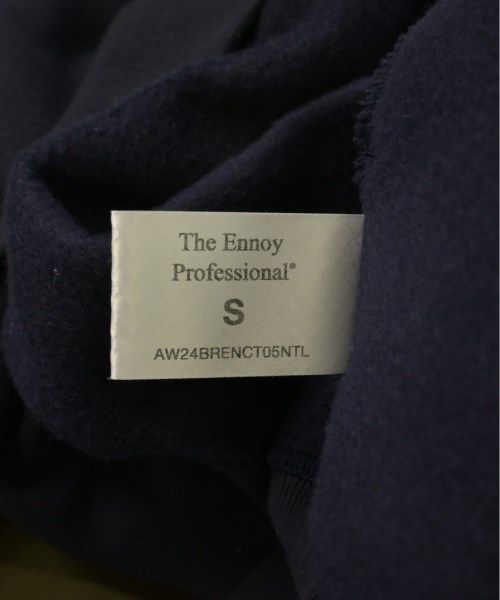 The Ennoy
Professional®
S
AW24BRENCT05NTL